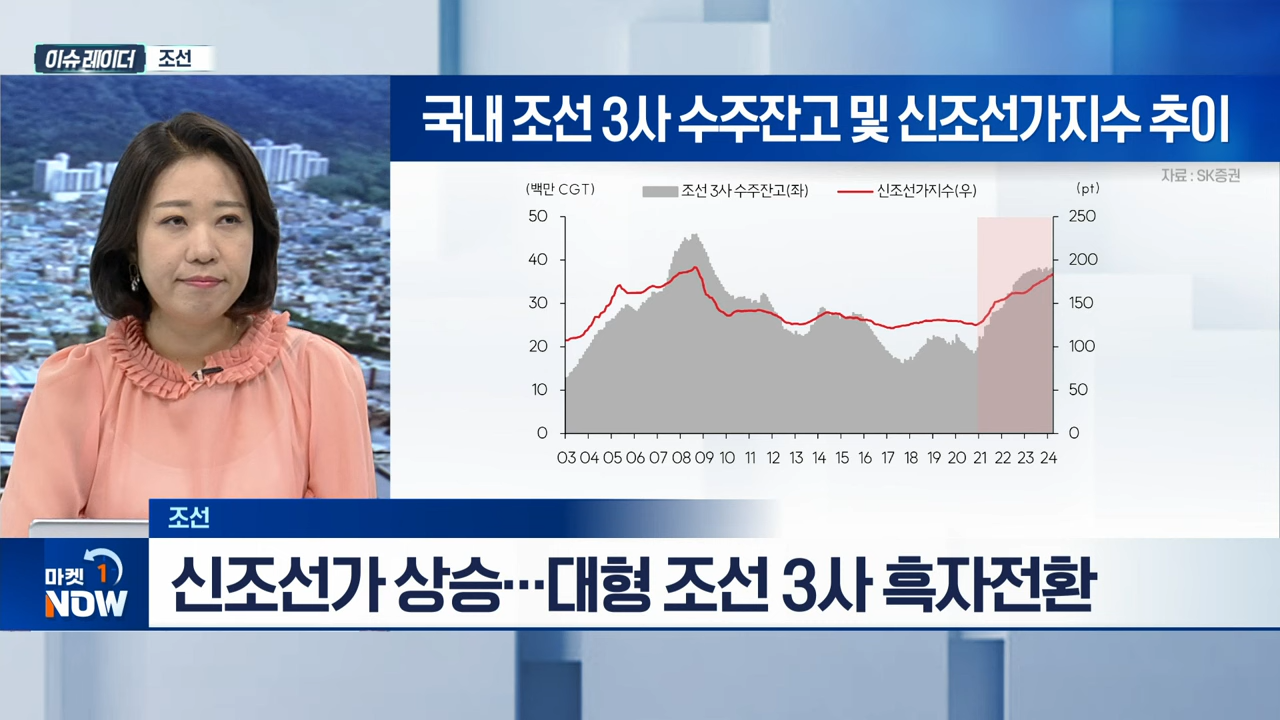 이슈레이더 조선
국내 조선 3사 수주잔고 및 신조선가지수 추이
자료 : SK증권
(백만 CGT) 조선 3사 수주잔고(좌) 신조선가지수(우) (pt)
50 250
40 200
30 150
20 100
10 50
0 0
03 04 05 06 07 08 09 10 11 12 13 14 15 16 17 18 19 20 21 22 23 24
조선
마켓 1
NOW
신조선가 상승…대형 조선 3사 흑자전환